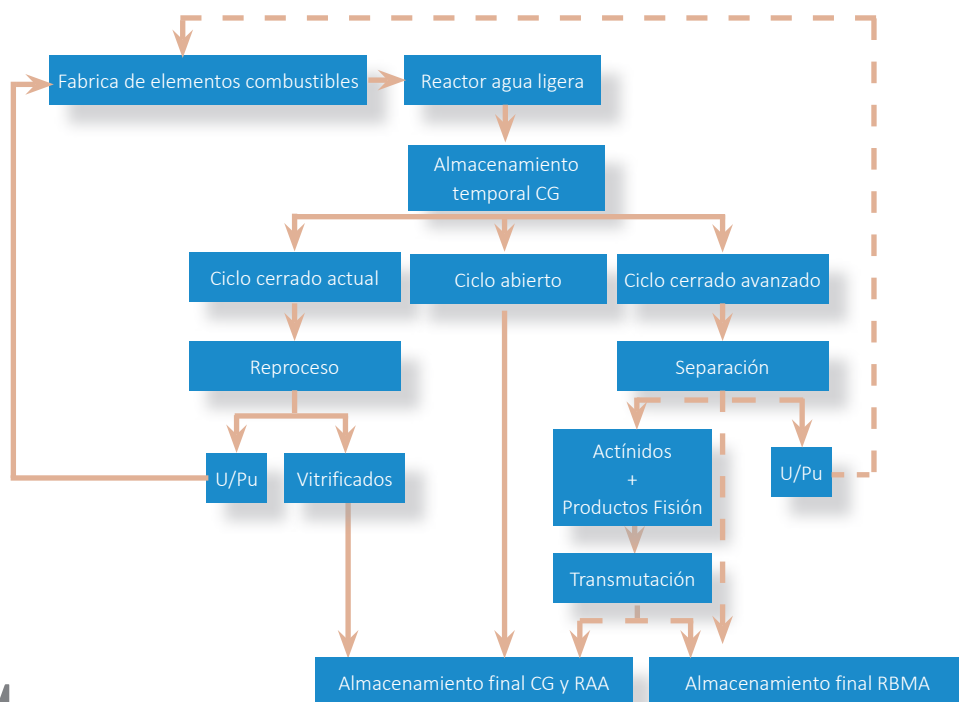 Fabrica de elementos combustibles
Reactor agua ligera
Almacenamiento
temporal CG
Ciclo cerrado actual
Ciclo abierto
Ciclo cerrado avanzado
Reproceso
Separación
U/Pu
Vitrificados
Actínidos
+
Productos Fisión
U/Pu
Transmutación
Almacenamiento final CG y RAA
Almacenamiento final RBMA